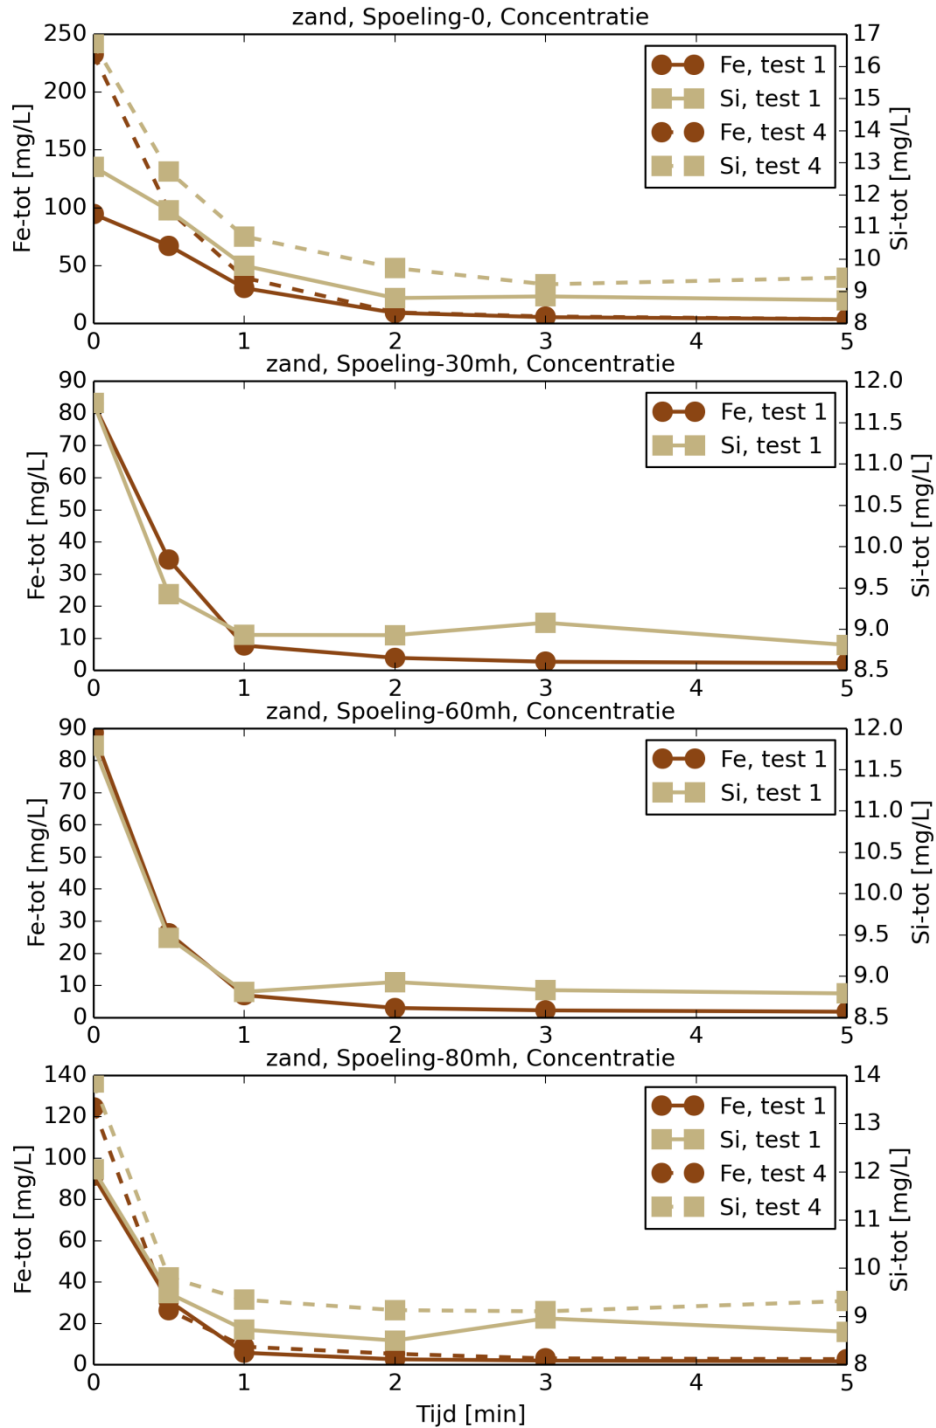 zand, Spoeling-0, Concentratie
250
200
150
100
50
0
Fe-tot [mg/L]
17
16
15
14
13
12
11
10
9
8
Si-tot [mg/L]
Fe, test 1
Si, test 1
Fe, test 4
Si, test 4
0 1 2 3 4 5
zand, Spoeling-30mh, Concentratie
90
80
70
60
50
40
30
20
10
0
Fe-tot [mg/L]
12.0
11.5
11.0
10.5
10.0
9.5
9.0
8.5
Si-tot [mg/L]
Fe, test 1
Si, test 1
0 1 2 3 4 5
zand, Spoeling-60mh, Concentratie
90
80
70
60
50
40
30
20
10
0
Fe-tot [mg/L]
12.0
11.5
11.0
10.5
10.0
9.5
9.0
8.5
Si-tot [mg/L]
Fe, test 1
Si, test 1
0 1 2 3 4 5
zand, Spoeling-80mh, Concentratie
140
120
100
80
60
40
20
0
Fe-tot [mg/L]
14
13
12
11
10
9
8
Si-tot [mg/L]
Fe, test 1
Si, test 1
Fe, test 4
Si, test 4
0 1 2 3 4 5
Tijd [min]